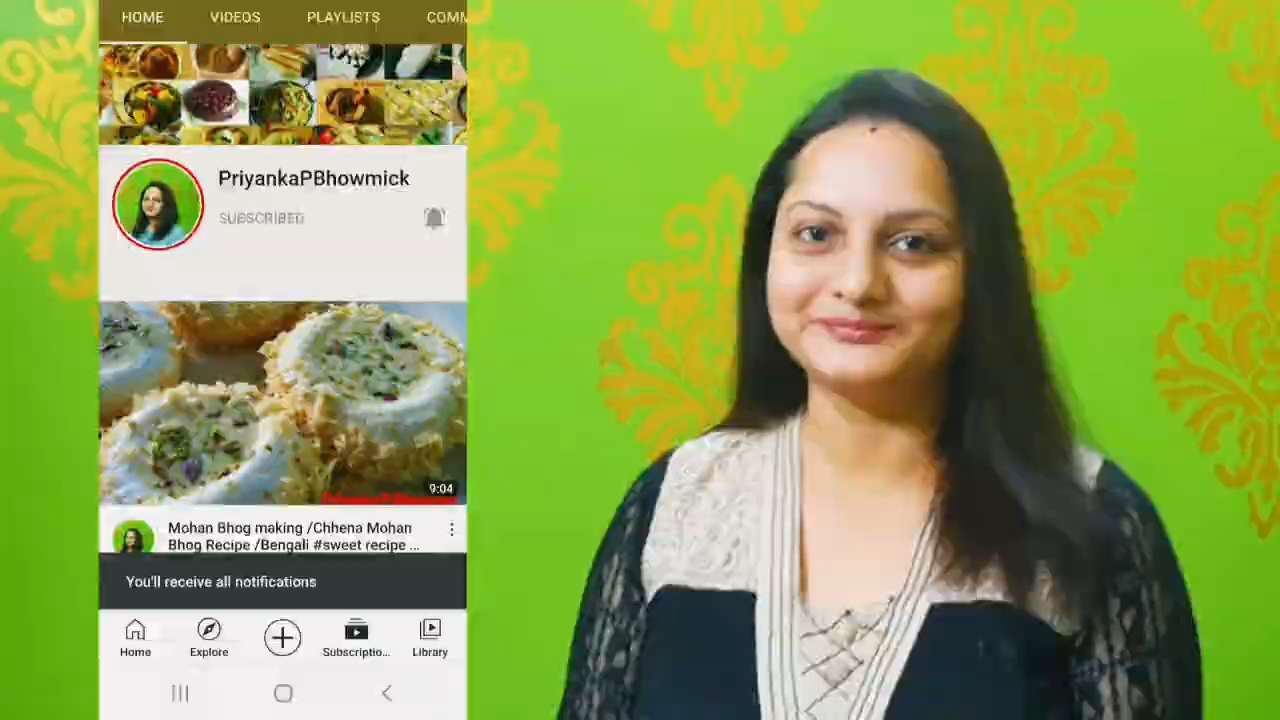 HOME VIDEOS PLAYLISTS COMM
PriyankaPBhowmick
SUBSCRIBED
9:04
Mohan Bhog making /Chhena Mohan
Bhog Recipe /Bengali #sweet recipe ...
You'll receive all notifications
Home Explore Subscriptio... Library